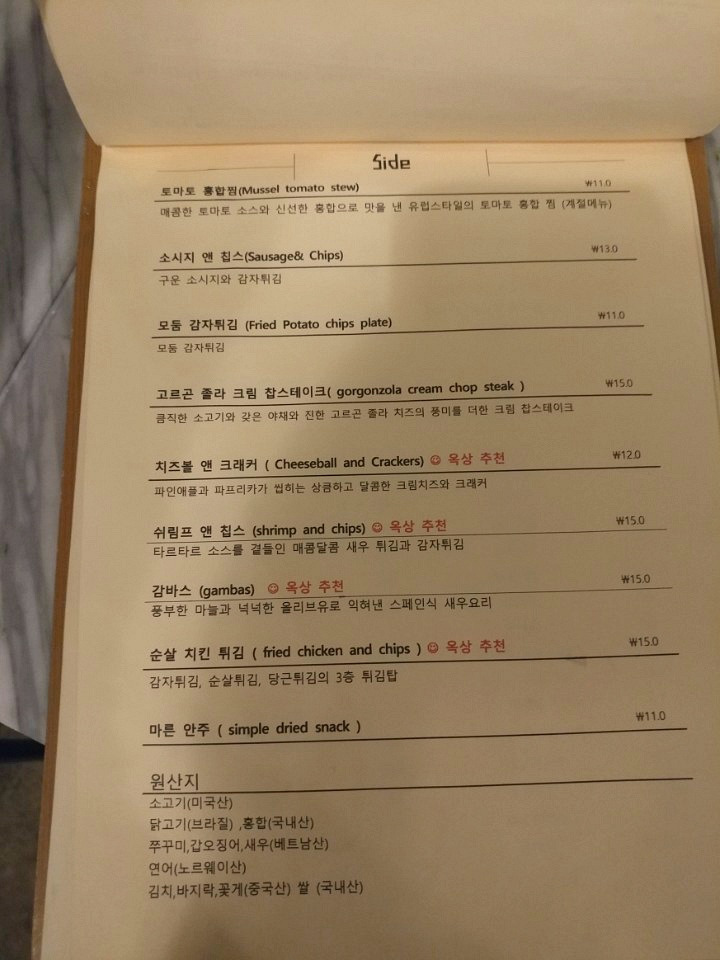 Side
토마토 홍합찜(Mussel tomato stew) ₩11.0
매콤한 토마토 소스와 신선한 홍합으로 맛을 낸 유럽스타일의 토마토 홍합 찜 (계절메뉴)
소시지 앤 칩스(Sausage& Chips) ₩13.0
구운 소시지와 감자튀김
모둠 감자튀김 (Fried Potato chips plate) ₩11.0
모둠 감자튀김
고르곤 졸라 크림 찹스테이크( gorgonzola cream chop steak ) ₩15.0
큼직한 소고기와 갖은 야채와 진한 고르곤 졸라 치즈의 풍미를 더한 크림 찹스테이크
치즈볼 앤 크래커 ( Cheeseball and Crackers) ☺ 옥상 추천 ₩12.0
파인애플과 파프리카가 씹히는 상큼하고 달콤한 크림치즈와 크래커
쉬림프 앤 칩스 (shrimp and chips) ☺ 옥상 추천 ₩15.0
타르타르 소스를 곁들인 매콤달콤 새우 튀김과 감자튀김
감바스 (gambas) ☺ 옥상 추천 ₩15.0
풍부한 마늘과 넉넉한 올리브유로 익혀낸 스페인식 새우요리
순살 치킨 튀김 ( fried chicken and chips ) ☺ 옥상 추천 ₩15.0
감자튀김, 순살튀김, 당근튀김의 3층 튀김탑
마른 안주 ( simple dried snack ) ₩11.0
원산지
소고기(미국산)
닭고기(브라질) ,홍합(국내산)
쭈꾸미,갑오징어,새우(베트남산)
연어(노르웨이산)
김치,바지락,꽃게(중국산) 쌀 (국내산)